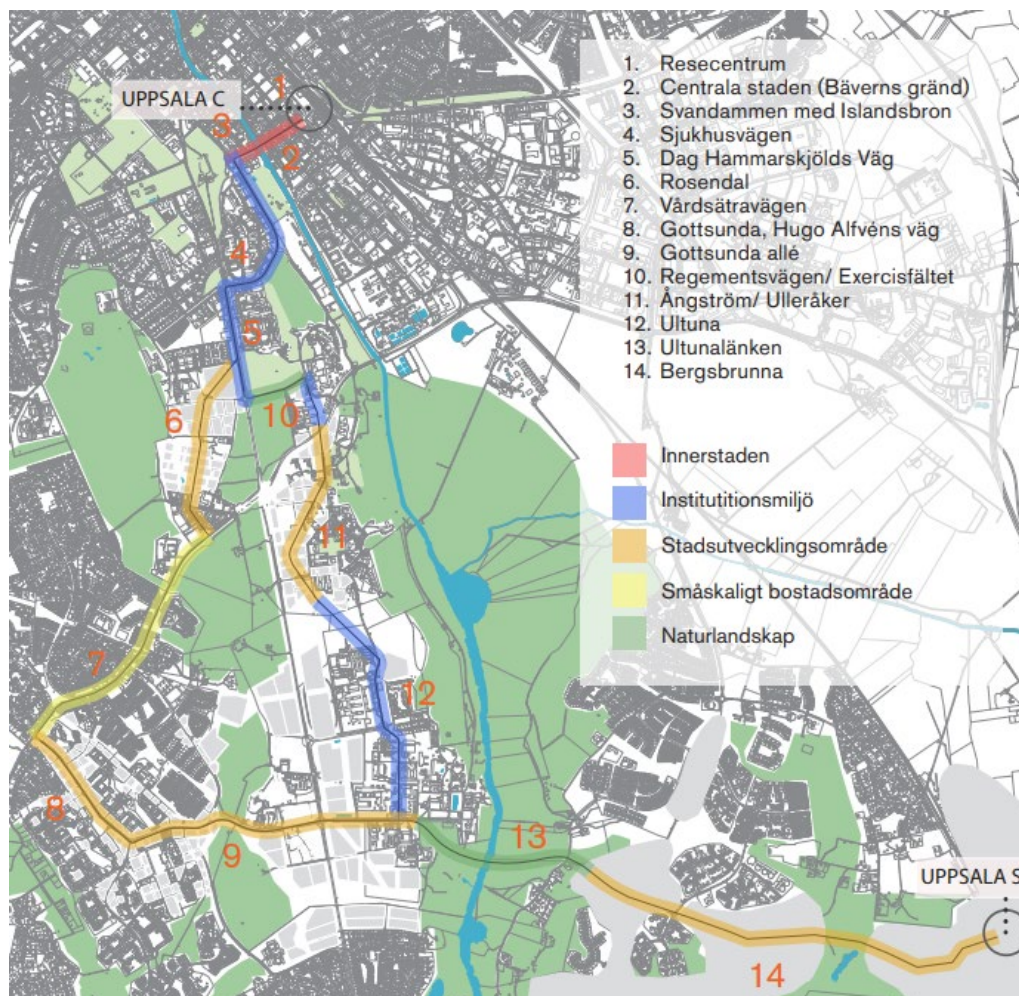 UPPSALA C
1
2
3
4
5
6
7
8
9
10
11
12
13
14
UPPSALA S
1. Resecentrum
2. Centrala staden (Bäverns gränd)
3. Svandammen med Islandsbron
4. Sjukhusvägen
5. Dag Hammarskjölds Väg
6. Rosendal
7. Vårdsätravägen
8. Gottsunda, Hugo Alfvéns väg
9. Gottsunda allé
10. Regementsvägen/ Exercisfältet
11. Ångström/ Ulleråker
12. Ultuna
13. Ultunalänken
14. Bergsbrunna
Innerstaden
Institutitionsmiljö
Stadsutvecklingsområde
Småskaligt bostadsområde
Naturlandskap